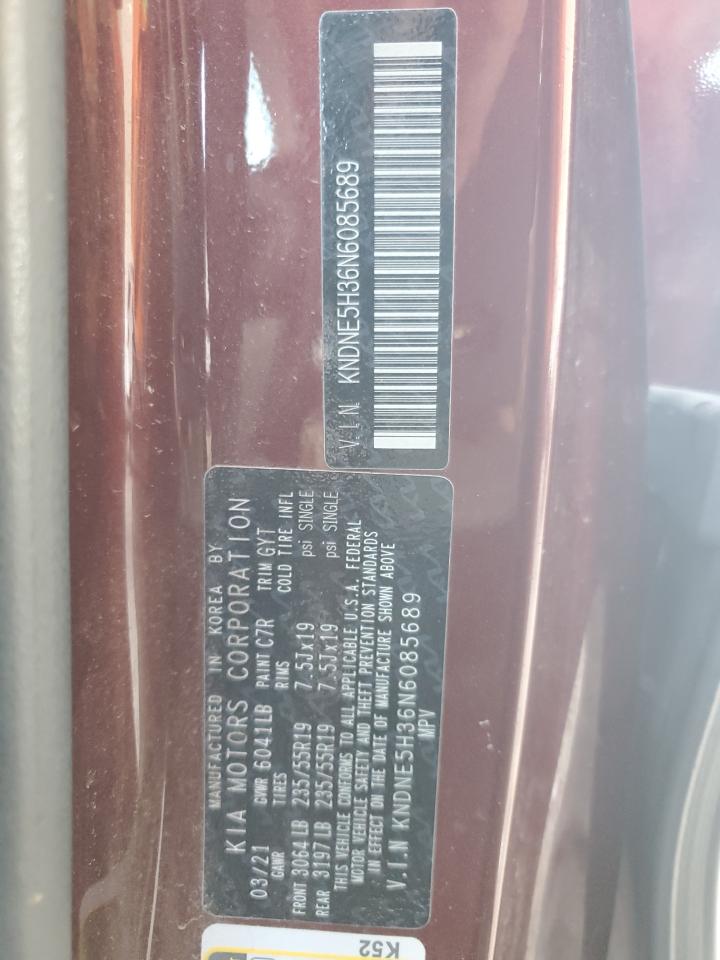 MANUFACTURED IN KOREA BY
KIA MOTORS CORPORATION
03/21 GVWR 6041LB PAINT C7R TRIM GYT
GAWR TIRES RIMS COLD TIRE INFL
FRONT 3064LB 235/55R19 7.5Jx19 psi SINGLE
REAR 3197LB 235/55R19 7.5Jx19 psi SINGLE
THIS VEHICLE CONFORMS TO ALL APPLICABLE U.S.A. FEDERAL
MOTOR VEHICLE SAFETY AND THEFT PREVENTION STANDARDS
IN EFFECT ON THE DATE OF MANUFACTURE SHOWN ABOVE
V.I.N KNDNE5H36N6085689
MPV
V.I.N KNDNE5H36N6085689
K52